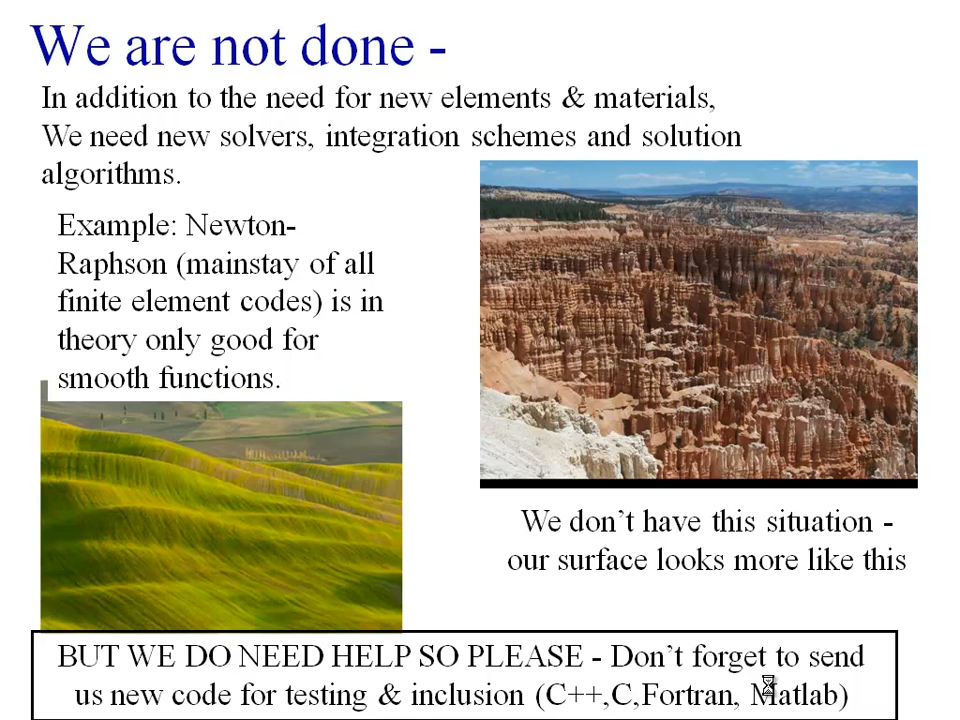 We are not done -
In addition to the need for new elements & materials,
We need new solvers, integration schemes and solution
algorithms.
Example: Newton-
Raphson (mainstay of all
finite element codes) is in
theory only good for
smooth functions.
We don’t have this situation -
our surface looks more like this
BUT WE DO NEED HELP SO PLEASE - Don’t forget to send
us new code for testing & inclusion (C++,C,Fortran, Matlab)